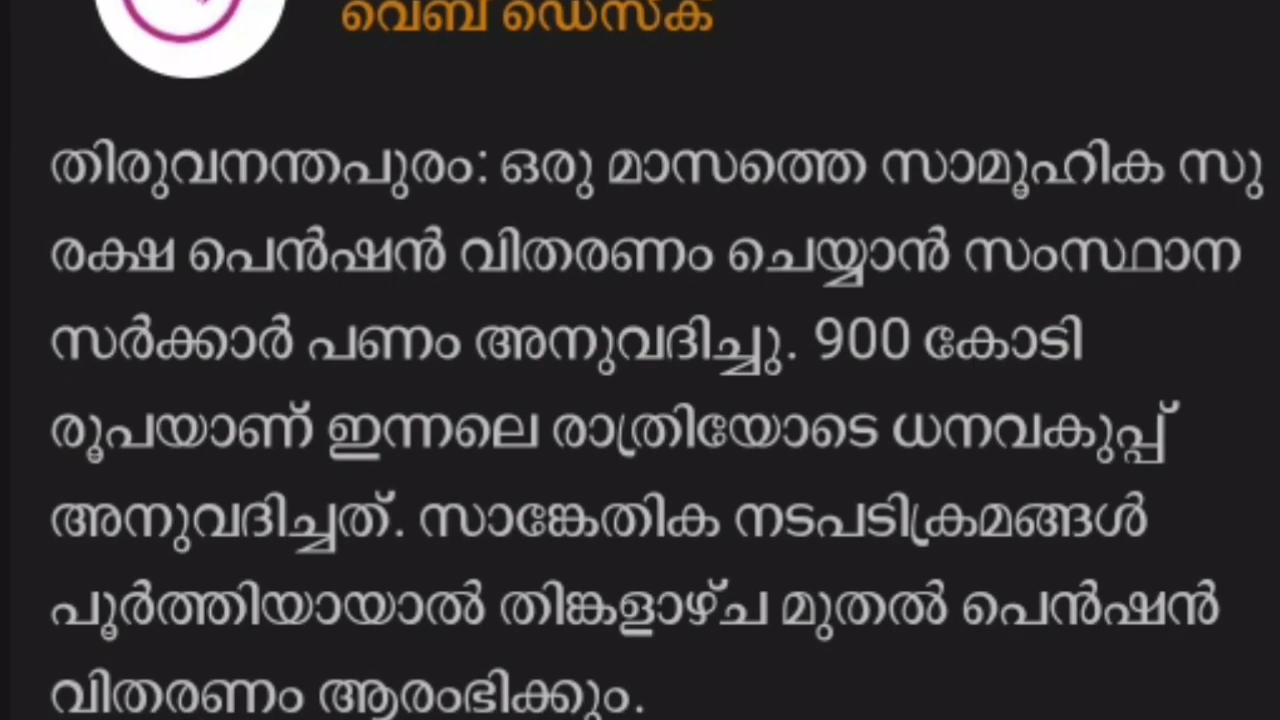 വെബ് ഡെസ്ക്
തിരുവനന്തപുരം: ഒരു മാസത്തെ സാമൂഹിക സു
രക്ഷ പെൻഷൻ വിതരണം ചെയ്യാൻ സംസ്ഥാന
സർക്കാർ പണം അനുവദിച്ചു. 900 കോടി
രൂപയാണ് ഇന്നലെ രാത്രിയോടെ ധനവകുപ്പ്
അനുവദിച്ചത്. സാങ്കേതിക നടപടിക്രമങ്ങൾ
പൂർത്തിയായാൽ തിങ്കളാഴ്ച മുതൽ പെൻഷൻ
വിതരണം ആരംഭിക്കും.